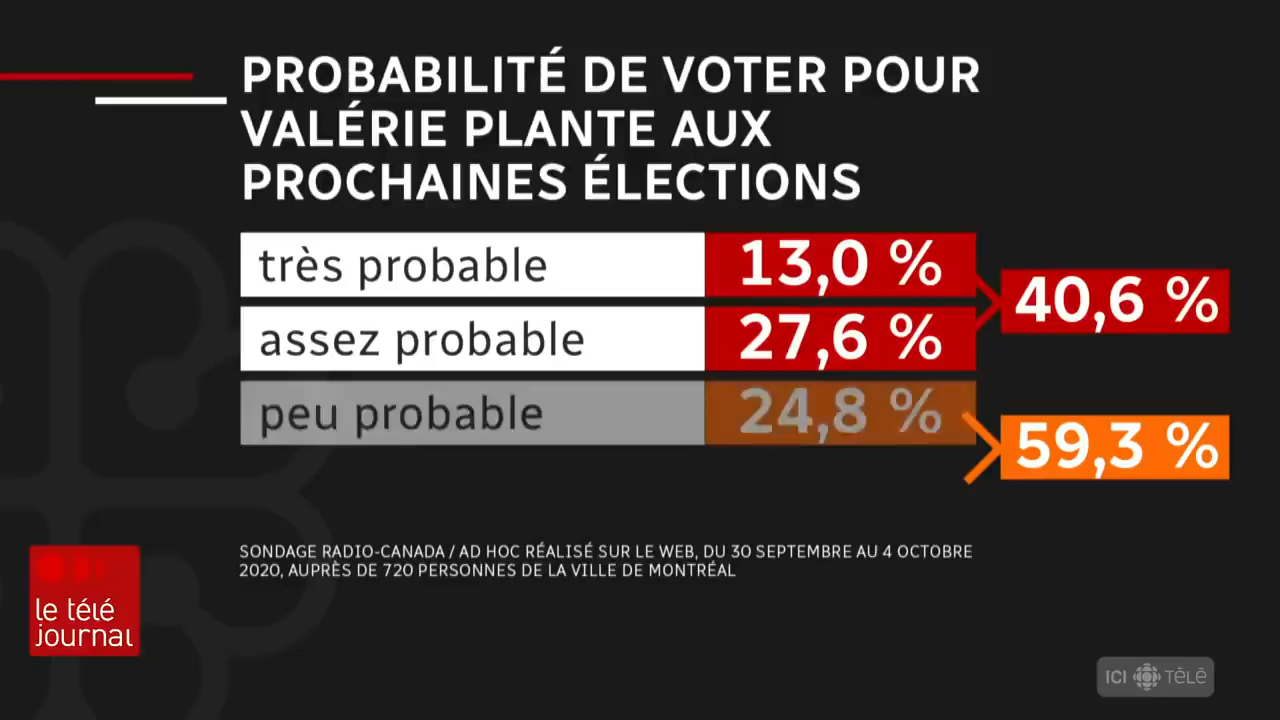 PROBABILITÉ DE VOTER POUR
VALÉRIE PLANTE AUX
PROCHAINES ÉLECTIONS
très probable 13,0 %
40,6 %
assez probable 27,6 %
peu probable 24,8 %
59,3 %
SONDAGE RADIO-CANADA / AD HOC RÉALISÉ SUR LE WEB, DU 30 SEPTEMBRE AU 4 OCTOBRE
2020, AUPRÈS DE 720 PERSONNES DE LA VILLE DE MONTRÉAL
le télé
journal
ICI TÉLÉ